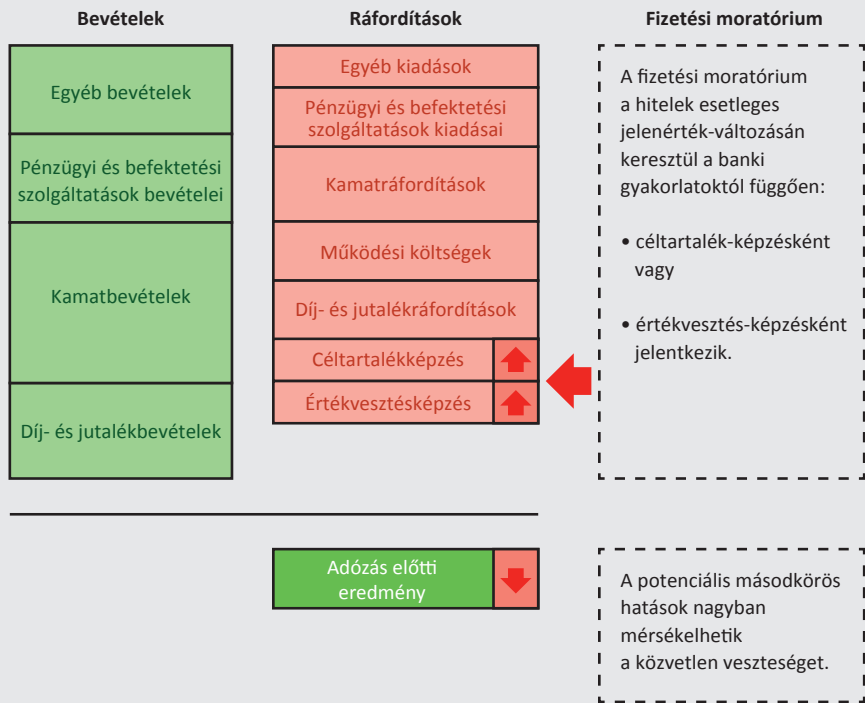 Bevételek
Egyéb bevételek
Pénzügyi és befektetési
szolgáltatások bevételei
Kamatbevételek
Díj- és jutalékbevételek
Ráfordítások
Egyéb kiadások
Pénzügyi és befektetési
szolgáltatások kiadásai
Kamatráfordítások
Működési költségek
Díj- és jutalékráfordítások
Céltartalékképzés
Értékvesztésképzés
Adózás előtti
eredmény
Fizetési moratórium
A fizetési moratórium
a hitelek esetleges
jelenérték-változásán
keresztül a banki
gyakorlatoktól függően:
• céltartalék-képzésként
vagy
• értékvesztés-képzésként
jelentkezik.
A potenciális másodkörös
hatások nagyban
mérsékelhetik
a közvetlen veszteséget.